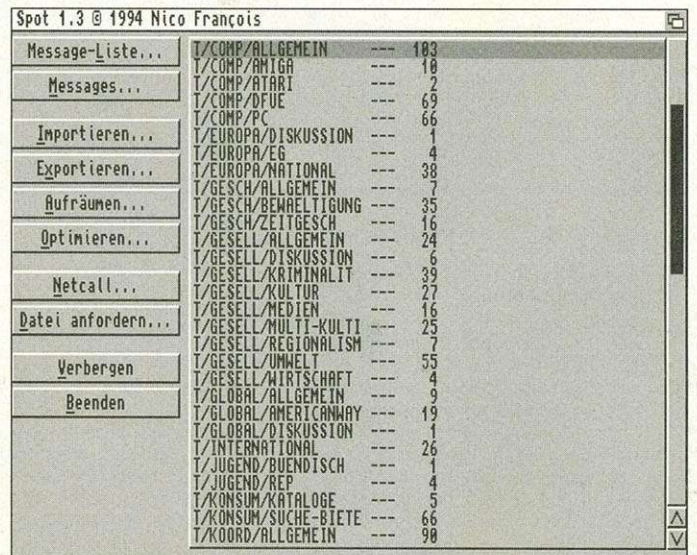 Spot 1.3 © 1994 Nico François
Message-Liste...
Messages...
Importieren...
Exportieren...
Aufräumen...
Optimieren...
Netcall...
Datei anfordern...
Verbergen
Beenden
T/COMP/ALLGEMEIN --- 103
T/COMP/AMIGA --- 10
T/COMP/ATARI --- 2
T/COMP/DFUE --- 69
T/COMP/PC --- 66
T/EUROPA/DISKUSSION --- 1
T/EUROPA/EG --- 4
T/EUROPA/NATIONAL --- 38
T/GESCH/ALLGEMEIN --- 7
T/GESCH/BEWAELTIGUNG --- 35
T/GESCH/ZEITGESCH --- 16
T/GESELL/ALLGEMEIN --- 24
T/GESELL/DISKUSSION --- 6
T/GESELL/KRIMINALIT --- 39
T/GESELL/KULTUR --- 27
T/GESELL/MEDIEN --- 16
T/GESELL/MULTI-KULTI --- 25
T/GESELL/REGIONALISM --- 7
T/GESELL/UMWELT --- 55
T/GESELL/WIRTSCHAFT --- 4
T/GLOBAL/ALLGEMEIN --- 9
T/GLOBAL/AMERICANWAY --- 19
T/GLOBAL/DISKUSSION --- 1
T/INTERNATIONAL --- 26
T/JUGEND/BUENDISCH --- 1
T/JUGEND/REP --- 4
T/KONSUM/KATALOGE --- 5
T/KONSUM/SUCHE-BIETE --- 66
T/KOORD/ALLGEMEIN --- 90